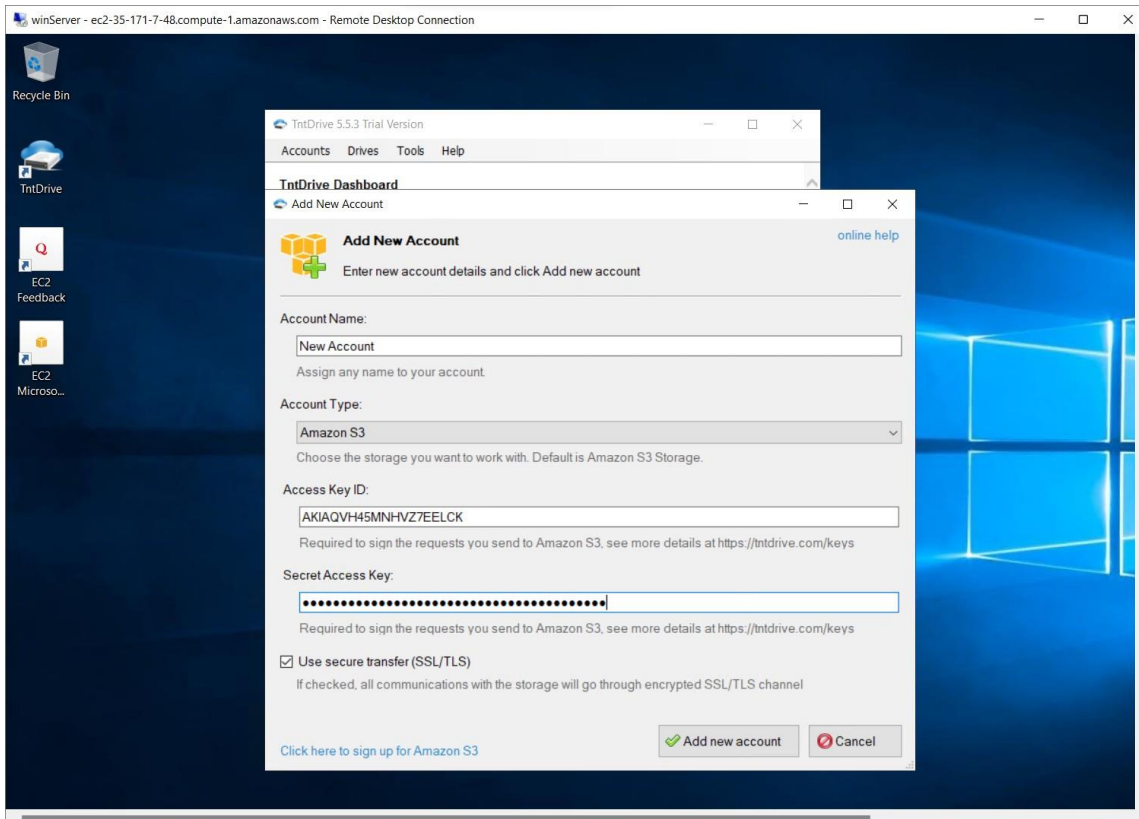 winServer - ec2-35-171-7-48.compute-1.amazonaws.com - Remote Desktop Connection
Recycle Bin
TntDrive
Q
EC2
Feedback
EC2
Microso...
TntDrive 5.5.3 Trial Version
Accounts Drives Tools Help
TntDrive Dashboard
Add New Account
Add New Account
online help
Enter new account details and click Add new account
Account Name:
New Account
Assign any name to your account.
Account Type:
Amazon S3
Choose the storage you want to work with. Default is Amazon S3 Storage.
Access Key ID:
AKIAQVH45MNHVZ7EELCK
Required to sign the requests you send to Amazon S3, see more details at https://tntdrive.com/keys
Secret Access Key:
●●●●●●●●●●●●●●●●●●●●●●●●●●●●●●●●●●●●●●●●
Required to sign the requests you send to Amazon S3, see more details at https://tntdrive.com/keys
Use secure transfer (SSL/TLS)
If checked, all communications with the storage will go through encrypted SSL/TLS channel
Click here to sign up for Amazon S3
Add new account
Cancel